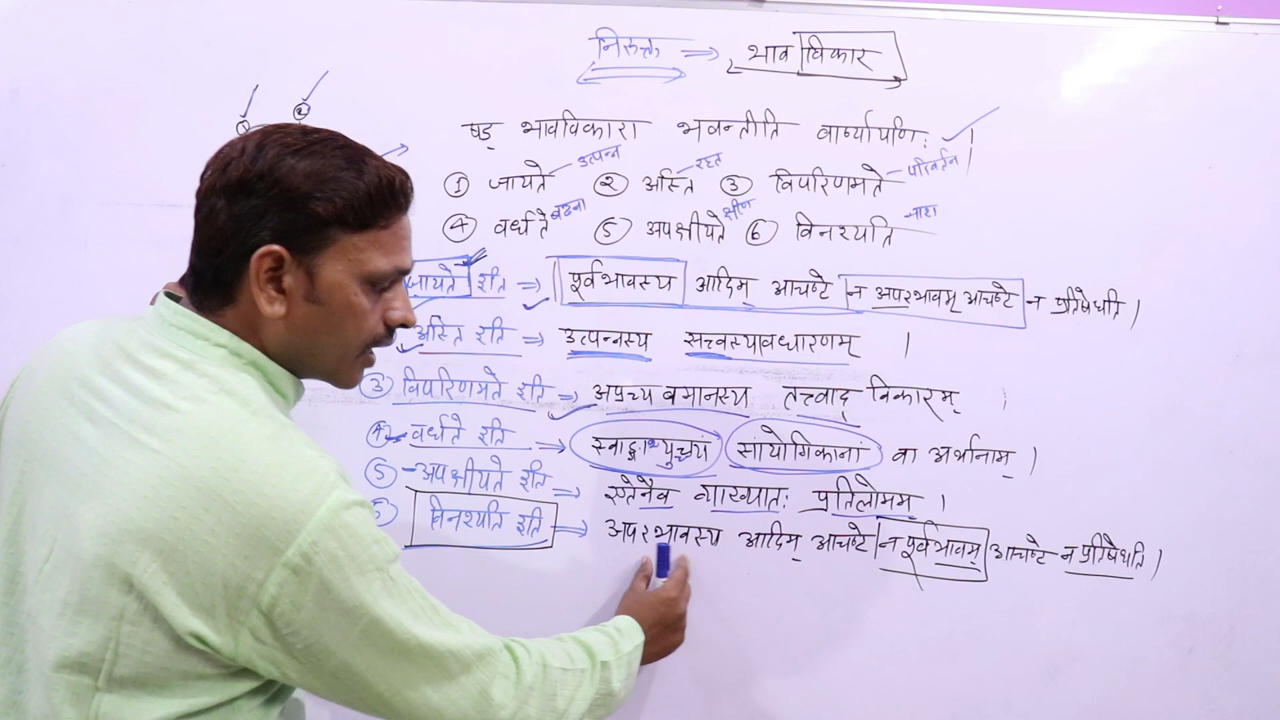 निरुक्त ⇒ भाव विकार
षड् भावविकारा भवन्तीति वार्ष्यायणिः ।
① जायते उत्पन्न ② अस्ति रहत ③ विपरिणमते परिवर्तन
④ वर्धते बढना ⑤ अपक्षीयते क्षीण ⑥ विनश्यति नाश
जायते इति ⇒ पूर्वभावस्य आदिम् आचष्टे न अपरभावम् आचष्टे न प्रतिषेधति ।
अस्ति इति ⇒ उत्पन्नस्य सत्त्वस्यावधारणम् ।
③ विपरिणमते इति ⇒ अप्रच्यवमानस्य तत्त्वाद् विकारम् ।
④ वर्धते इति ⇒ स्वाङ्गाभ्युच्चयं सांयोगिकानां वा अर्थानाम् ।
⑤ अपक्षीयते इति ⇒ एतेनैव व्याख्यातः प्रतिलोमम् ।
⑥ विनश्यति इति ⇒ अपरभावस्य आदिम् आचष्टे न पूर्वभावम् आचष्टे न प्रतिषेधति ।